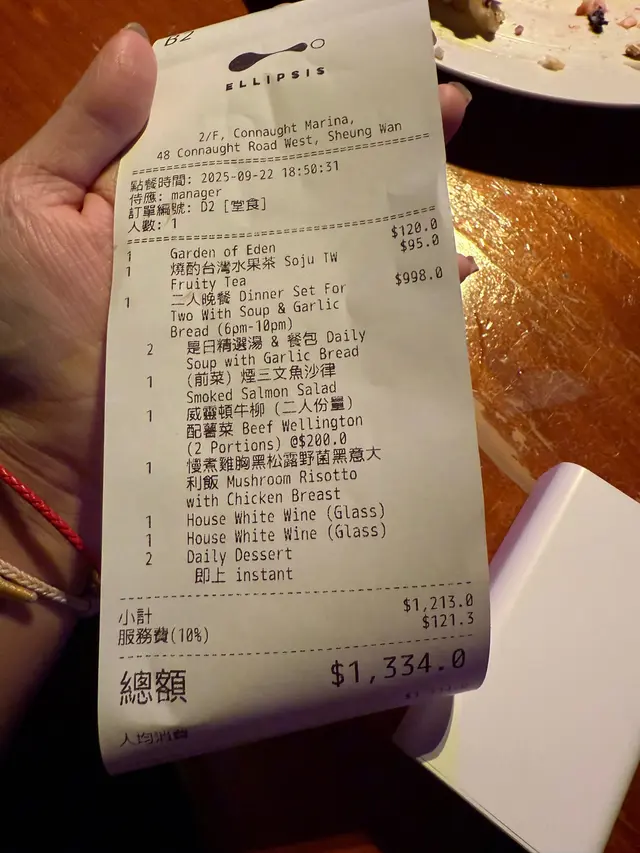 B2
ELLIPSIS
2/F, Connaught Marina,
48 Connaught Road West, Sheung Wan
點餐時間: 2025-09-22 18:50:31
侍應: manager
訂單編號: D2 [堂食]
人數: 1
1 Garden of Eden $120.0
1 燒酌台灣水果茶 Soju TW $95.0
Fruity Tea
1 二人晚餐 Dinner Set For $998.0
Two With Soup & Garlic
Bread (6pm-10pm)
2 是日精選湯 & 餐包 Daily
Soup with Garlic Bread
1 (前菜) 煙三文魚沙律
Smoked Salmon Salad
1 威靈頓牛柳 (二人份量)
配薯菜 Beef Wellington
(2 Portions) @$200.0
1 慢煮雞胸黑松露野菌黑意大
利飯 Mushroom Risotto
with Chicken Breast
1 House White Wine (Glass)
1 House White Wine (Glass)
2 Daily Dessert
即上 instant
小計 $1,213.0
服務費(10%) $121.3
總額 $1,334.0
人均消費